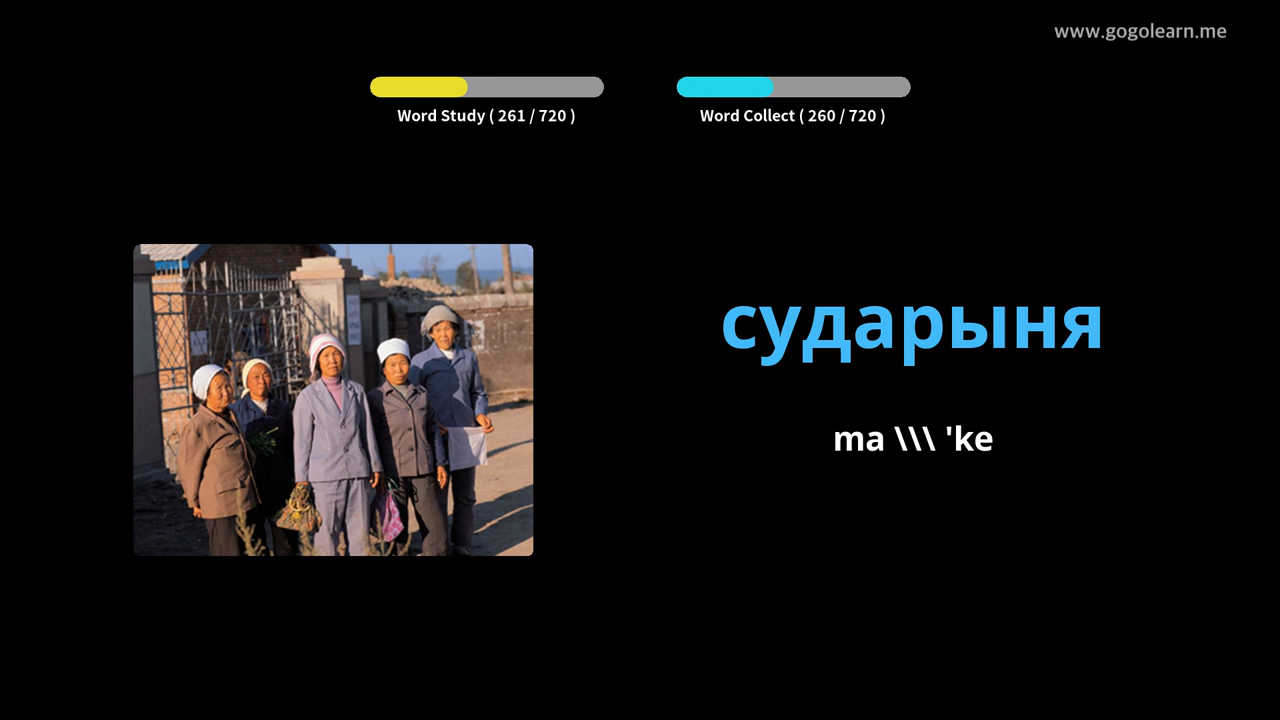 www.gogolearn.me
Word Study ( 261 / 720 )
Word Collect ( 260 / 720 )
сударыня
ma \\\ 'ke